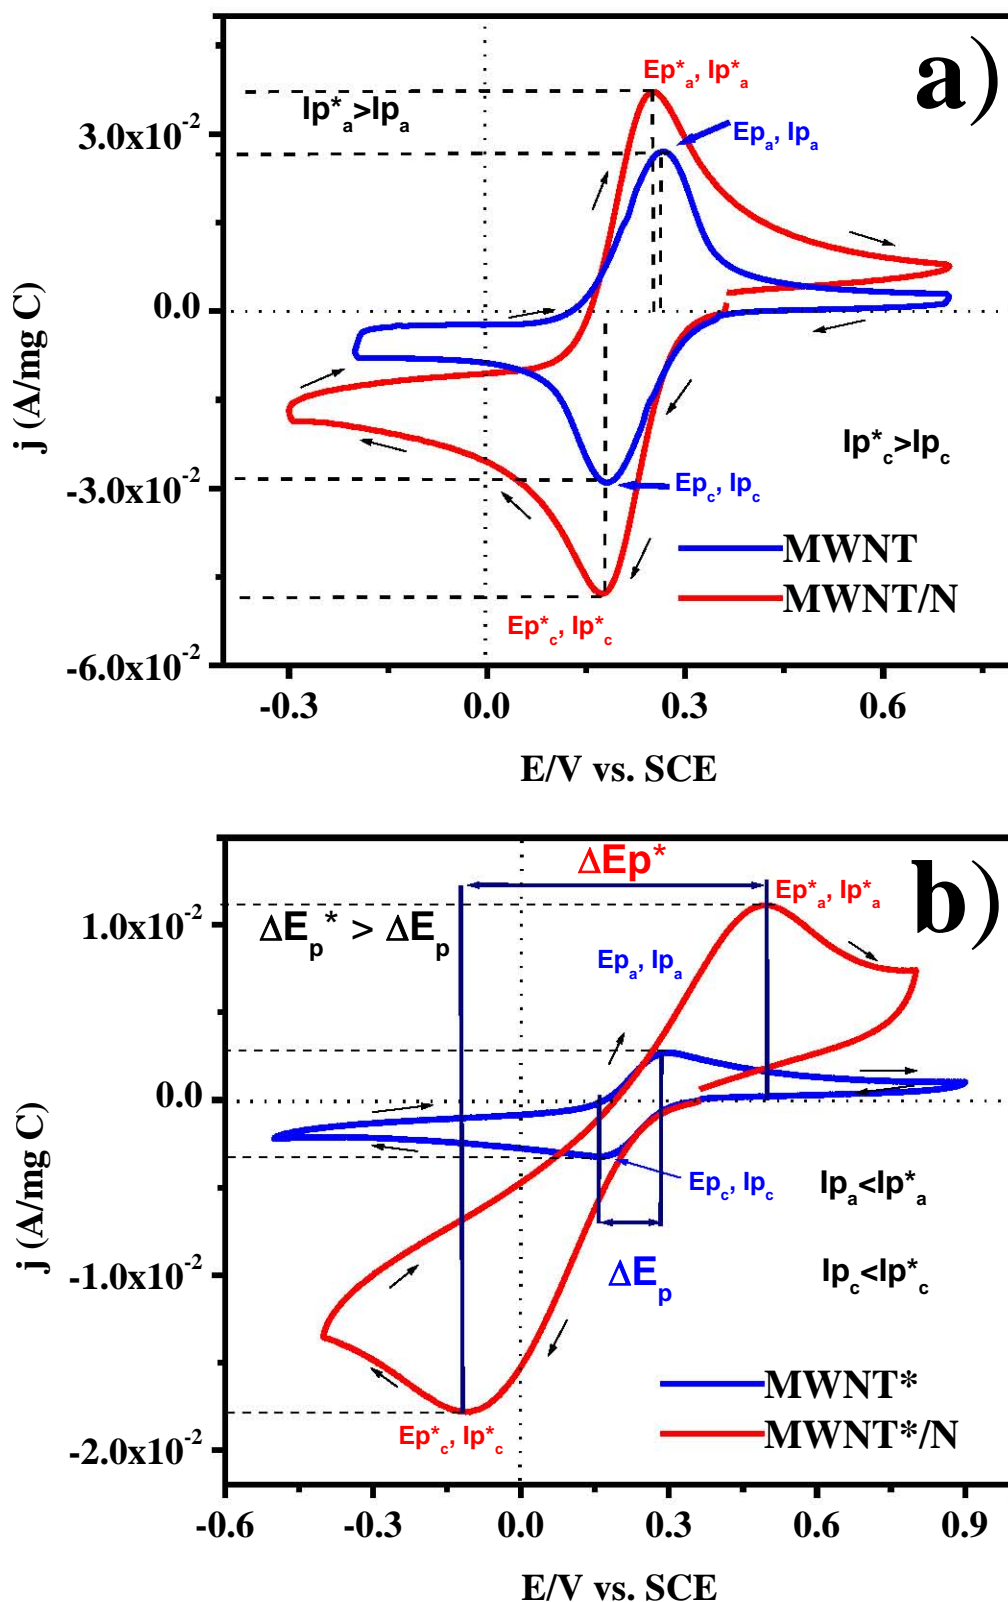 a)
Ep*a, Ip*a
Ip*a>Ipa
Epa, Ipa
3.0x10-2
0.0
-3.0x10-2
-6.0x10-2
j (A/mg C)
Ip*c>Ipc
Epc, Ipc
MWNT
MWNT/N
Ep*c, Ip*c
-0.3 0.0 0.3 0.6
E/V vs. SCE
b)
ΔEp*
Ep*a, Ip*a
ΔEp* > ΔEp
Epa, Ipa
1.0x10-2
0.0
-1.0x10-2
-2.0x10-2
j (A/mg C)
Epc, Ipc
Ipa<Ip*a
ΔEp
Ipc<Ip*c
MWNT*
MWNT*/N
Ep*c, Ip*c
-0.6 -0.3 0.0 0.3 0.6 0.9
E/V vs. SCE